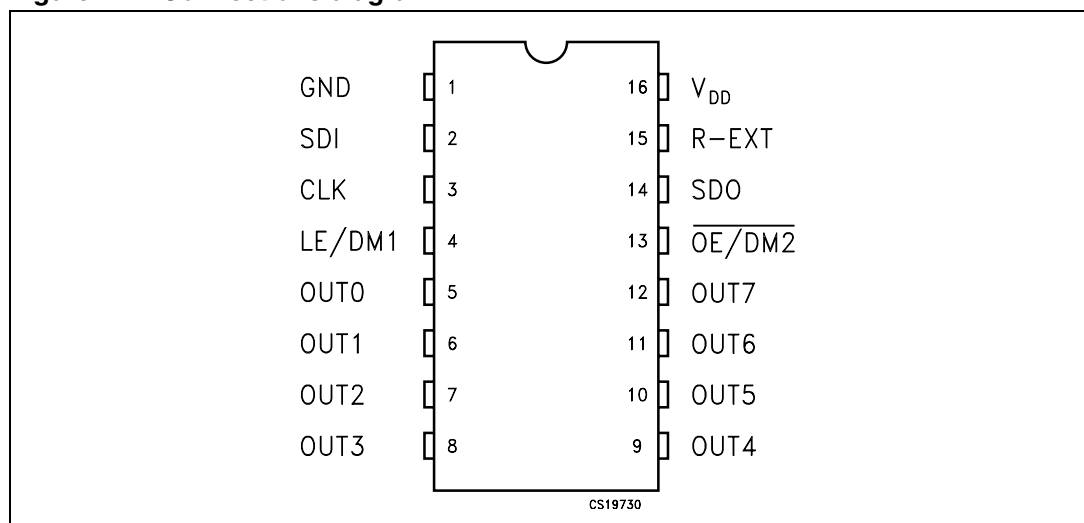 GND 1 16 V_DD
SDI 2 15 R-EXT
CLK 3 14 SDO
LE/DM1 4 13 OE/DM2
OUT0 5 12 OUT7
OUT1 6 11 OUT6
OUT2 7 10 OUT5
OUT3 8 9 OUT4
CS19730